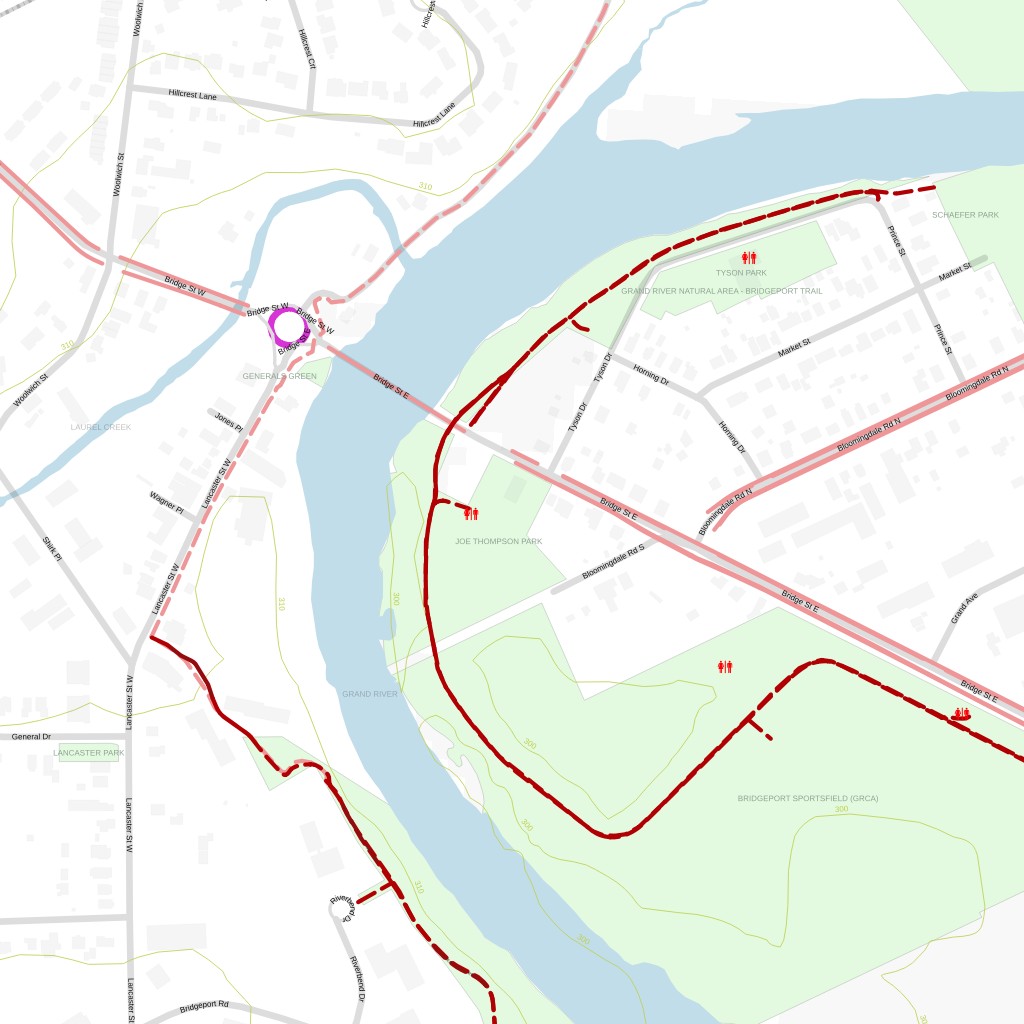 Woolwich St
Hillcrest
Hillcrest Crt
Hillcrest Lane
Hillcrest Lane
Woolwich St
310
SCHAEFER PARK
Prince St
TYSON PARK
Market St
GRAND RIVER NATURAL AREA - BRIDGEPORT TRAIL
Bridge St W
Bridge St W
Bridge St W
Bridge St E
310
Market St
Prince St
GENERALS GREEN
Tyson Dr
Horning Dr
Bridge St E
Bloomingdale Rd N
Woolwich St
LAUREL CREEK
Jones Pl
Tyson Dr
Horning Dr
Bloomingdale Rd N
Lancaster St W
Wagner Pl
Bridge St E
Bloomingdale Rd N
Shirk Pl
JOE THOMPSON PARK
Bloomingdale Rd S
Lancaster St W
310
300
Bridge St E
Grand Ave
Lancaster St W
GRAND RIVER
Bridge St E
General Dr
LANCASTER PARK
300
BRIDGEPORT SPORTSFIELD (GRCA)
300
Lancaster St W
300
310
Riverbend Dr
300
Riverbend Dr
Lancaster St W
Bridgeport Rd